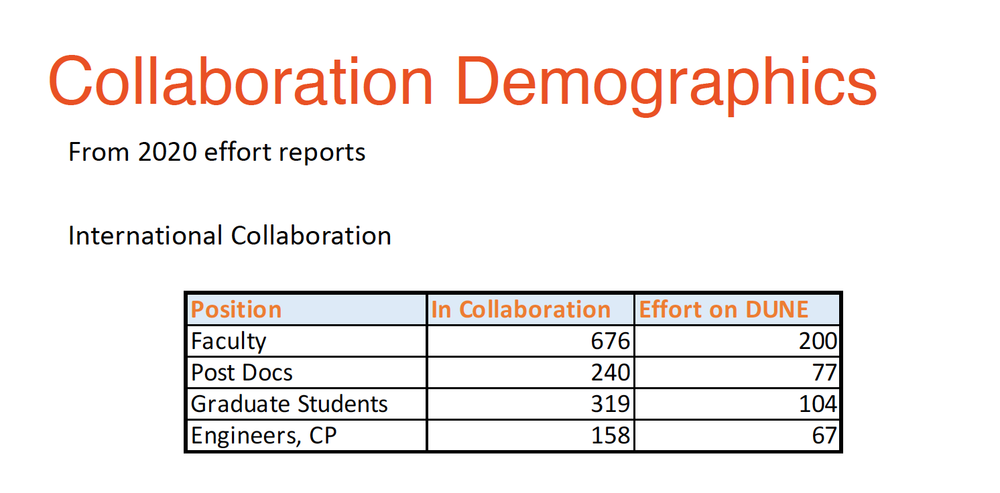 Collaboration Demographics
From 2020 effort reports
International Collaboration
Position In Collaboration Effort on DUNE
Faculty 676 200
Post Docs 240 77
Graduate Students 319 104
Engineers, CP 158 67